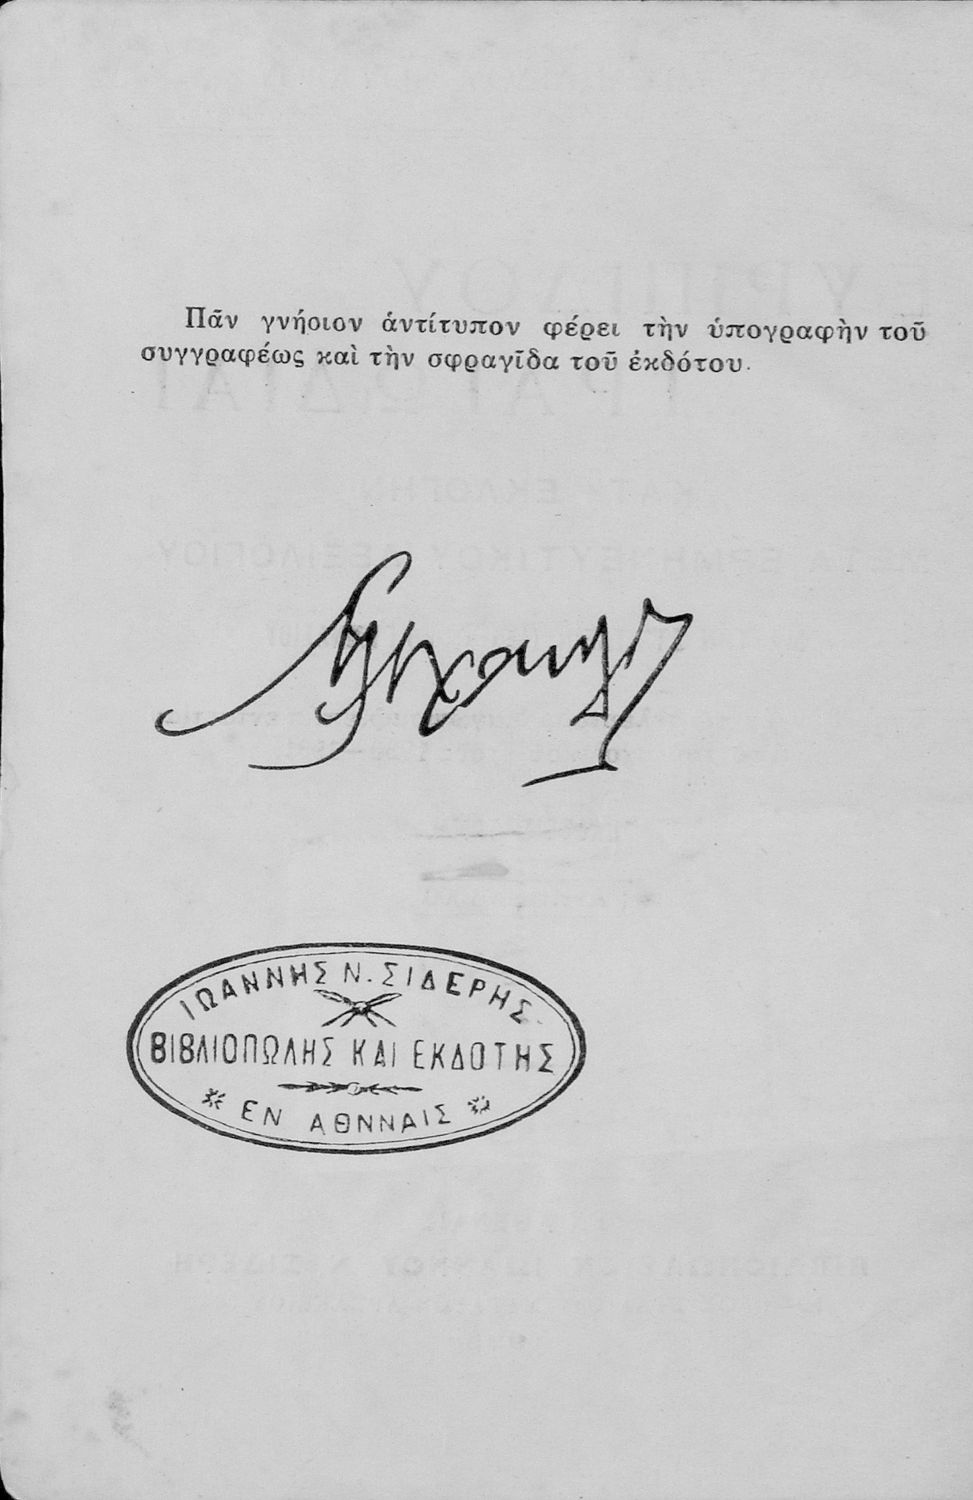 Πᾶν γνήσιον ἀντίτυπον φέρει τὴν ὑπογραφὴν τοῦ
συγγραφέως καὶ τὴν σφραγῖδα τοῦ ἐκδότου.
ΙΩΑΝΝΗΣ Ν. ΣΙΔΕΡΗΣ
ΒΙΒΛΙΟΠΩΛΗΣ ΚΑΙ ΕΚΔΟΤΗΣ
ΕΝ ΑΘΝΝΑΙΣ